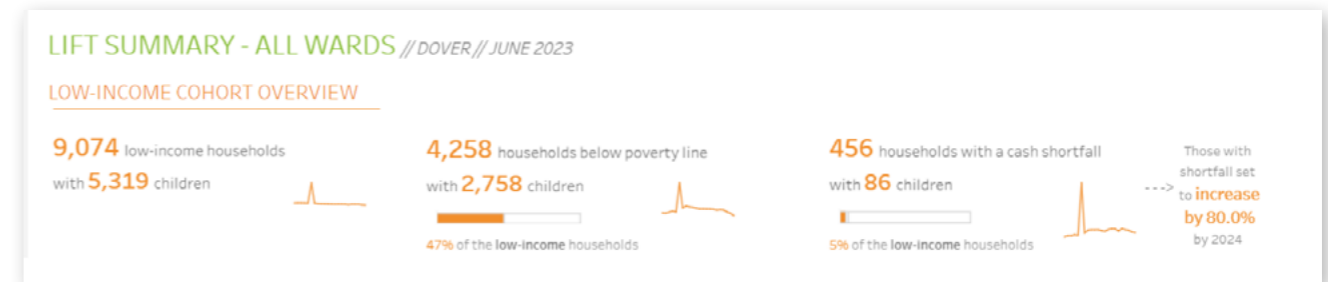 LIFT SUMMARY - ALL WARDS // DOVER // JUNE 2023
LOW-INCOME COHORT OVERVIEW
9,074 low-income households
with 5,319 children
4,258 households below poverty line
with 2,758 children
47% of the low-income households
456 households with a cash shortfall
with 86 children
5% of the low-income households
--->
Those with
shortfall set
to increase
by 80.0%
by 2024